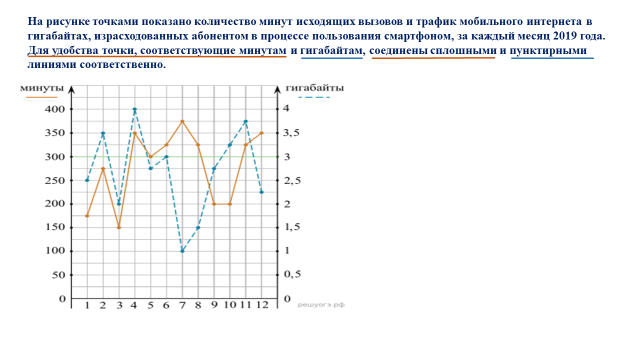 На рисунке точками показано количество минут исходящих вызовов и трафик мобильного интернета в
гигабайтах, израсходованных абонентом в процессе пользования смартфоном, за каждый месяц 2019 года.
Для удобства точки, соответствующие минутам и гигабайтам, соединены сплошными и пунктирными
линиями соответственно.
минуты гигабайты
400 4
350 3,5
300 3
250 2,5
200 2
150 1,5
100 1
50 0,5
0 0
1 2 3 4 5 6 7 8 9 10 11 12
решуогэ.рф